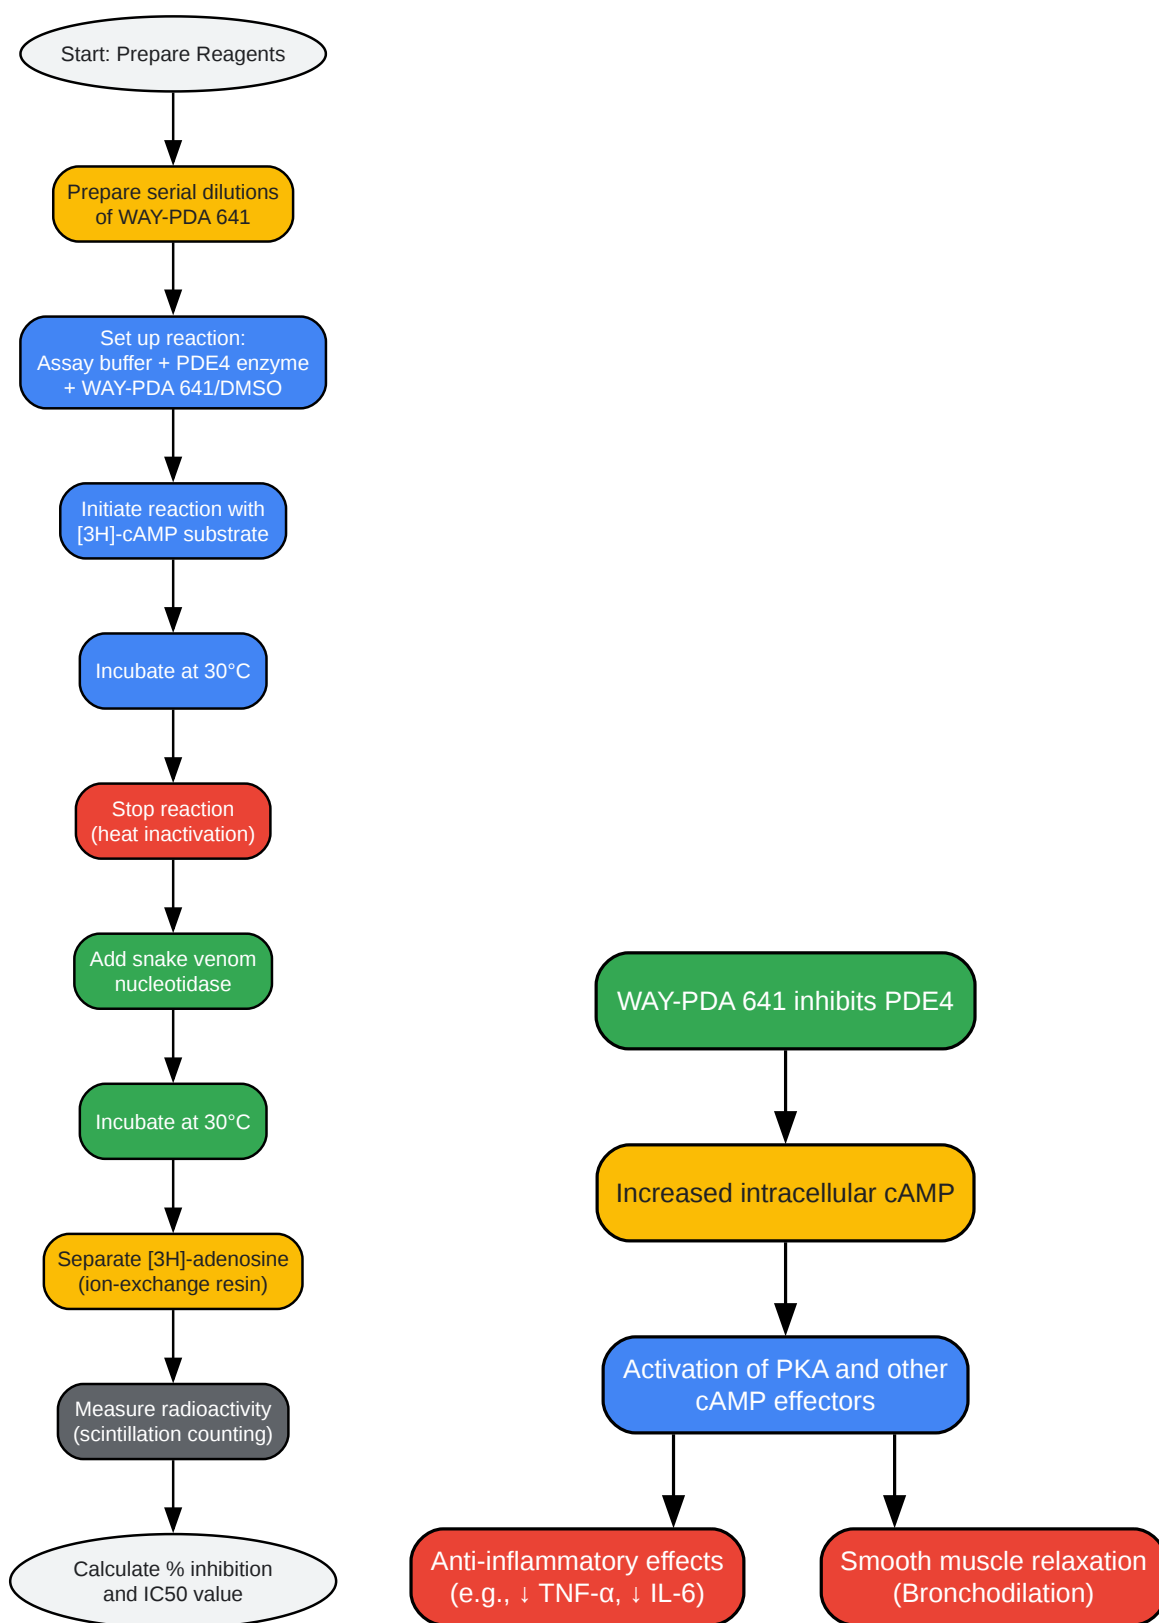 Start: Prepare Reagents
Prepare serial dilutions
of WAY-PDA 641
Set up reaction:
Assay buffer + PDE4 enzyme
+ WAY-PDA 641/DMSO
Initiate reaction with
[3H]-cAMP substrate
Incubate at 30°C
Stop reaction
(heat inactivation)
Add snake venom
nucleotidase
Incubate at 30°C
Separate [3H]-adenosine
(ion-exchange resin)
Measure radioactivity
(scintillation counting)
Calculate % inhibition
and IC50 value
WAY-PDA 641 inhibits PDE4
Increased intracellular cAMP
Activation of PKA and other
cAMP effectors
Anti-inflammatory effects
(e.g., ↓ TNF-α, ↓ IL-6)
Smooth muscle relaxation
(Bronchodilation)